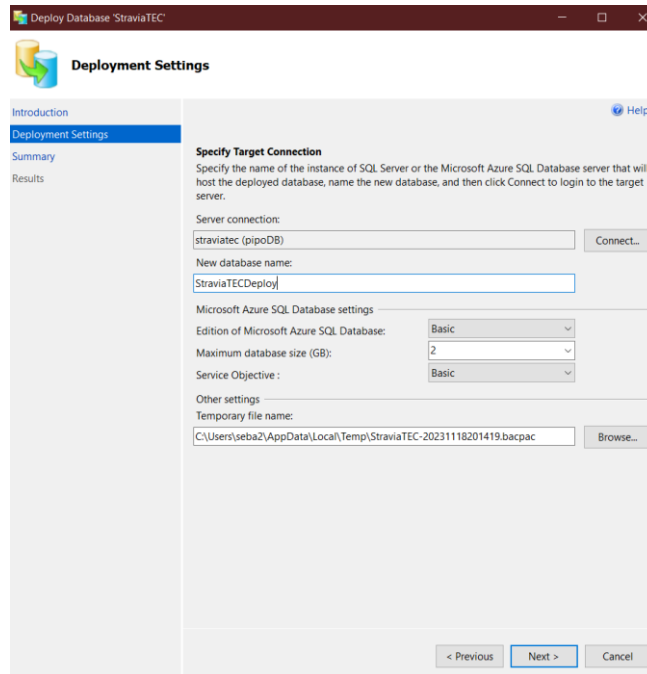 Deploy Database 'StraviaTEC'
Deployment Settings
Help
Introduction
Deployment Settings
Summary
Results
Specify Target Connection
Specify the name of the instance of SQL Server or the Microsoft Azure SQL Database server that will
host the deployed database, name the new database, and then click Connect to login to the target
server.
Server connection:
straviatec (pipoDB)
Connect...
New database name:
StraviaTECDeploy
Microsoft Azure SQL Database settings
Edition of Microsoft Azure SQL Database:
Basic
Maximum database size (GB):
2
Service Objective :
Basic
Other settings
Temporary file name:
C:\Users\seba2\AppData\Local\Temp\StraviaTEC-20231118201419.bacpac
Browse...
< Previous
Next >
Cancel